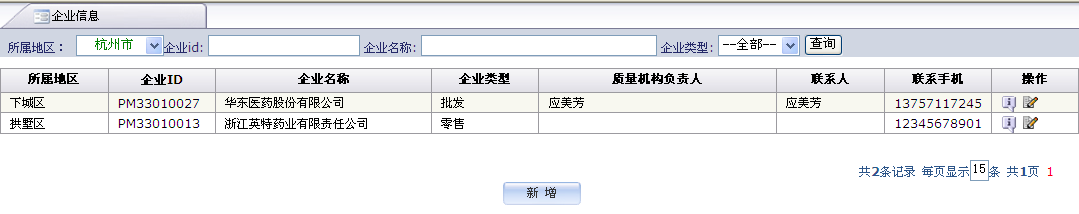 企业信息
所属地区： 杭州市 企业id: 企业名称: 企业类型: --全部-- 查询
所属地区 企业ID 企业名称 企业类型 质量机构负责人 联系人 联系手机 操作
下城区 PM33010027 华东医药股份有限公司 批发 应美芳 应美芳 13757117245
拱墅区 PM33010013 浙江英特药业有限责任公司 零售 12345678901
共2条记录 每页显示15条 共1页 1
新 增